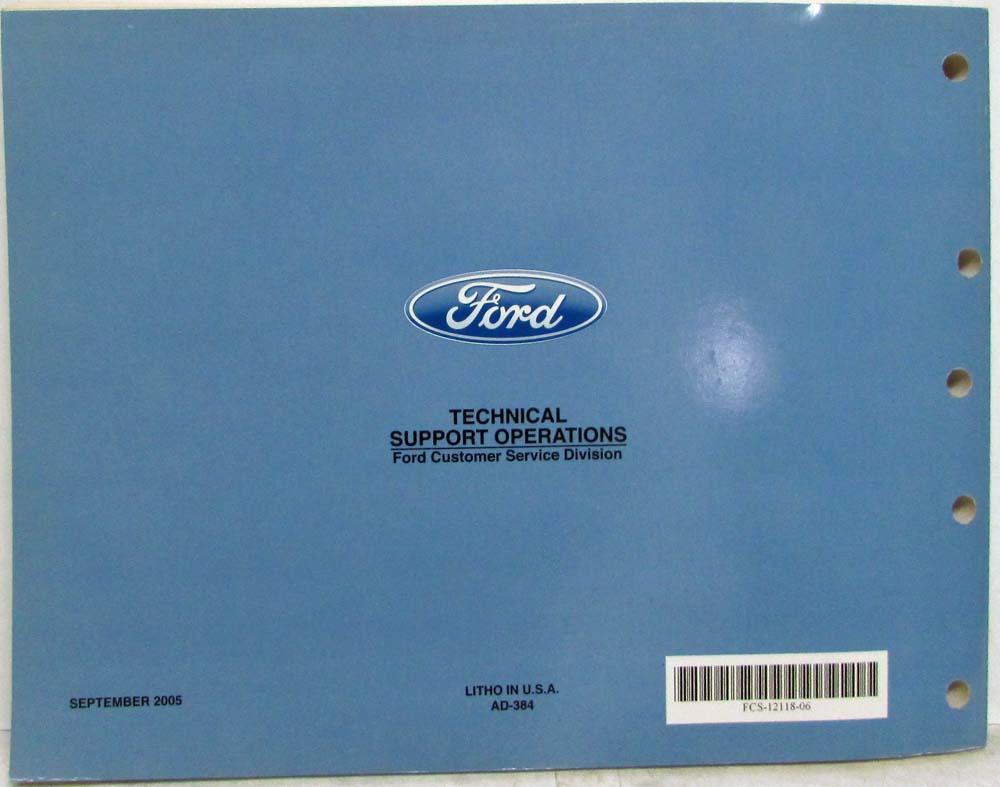 Ford
TECHNICAL
SUPPORT OPERATIONS
Ford Customer Service Division
SEPTEMBER 2005
LITHO IN U.S.A.
AD-384
FCS-12118-06